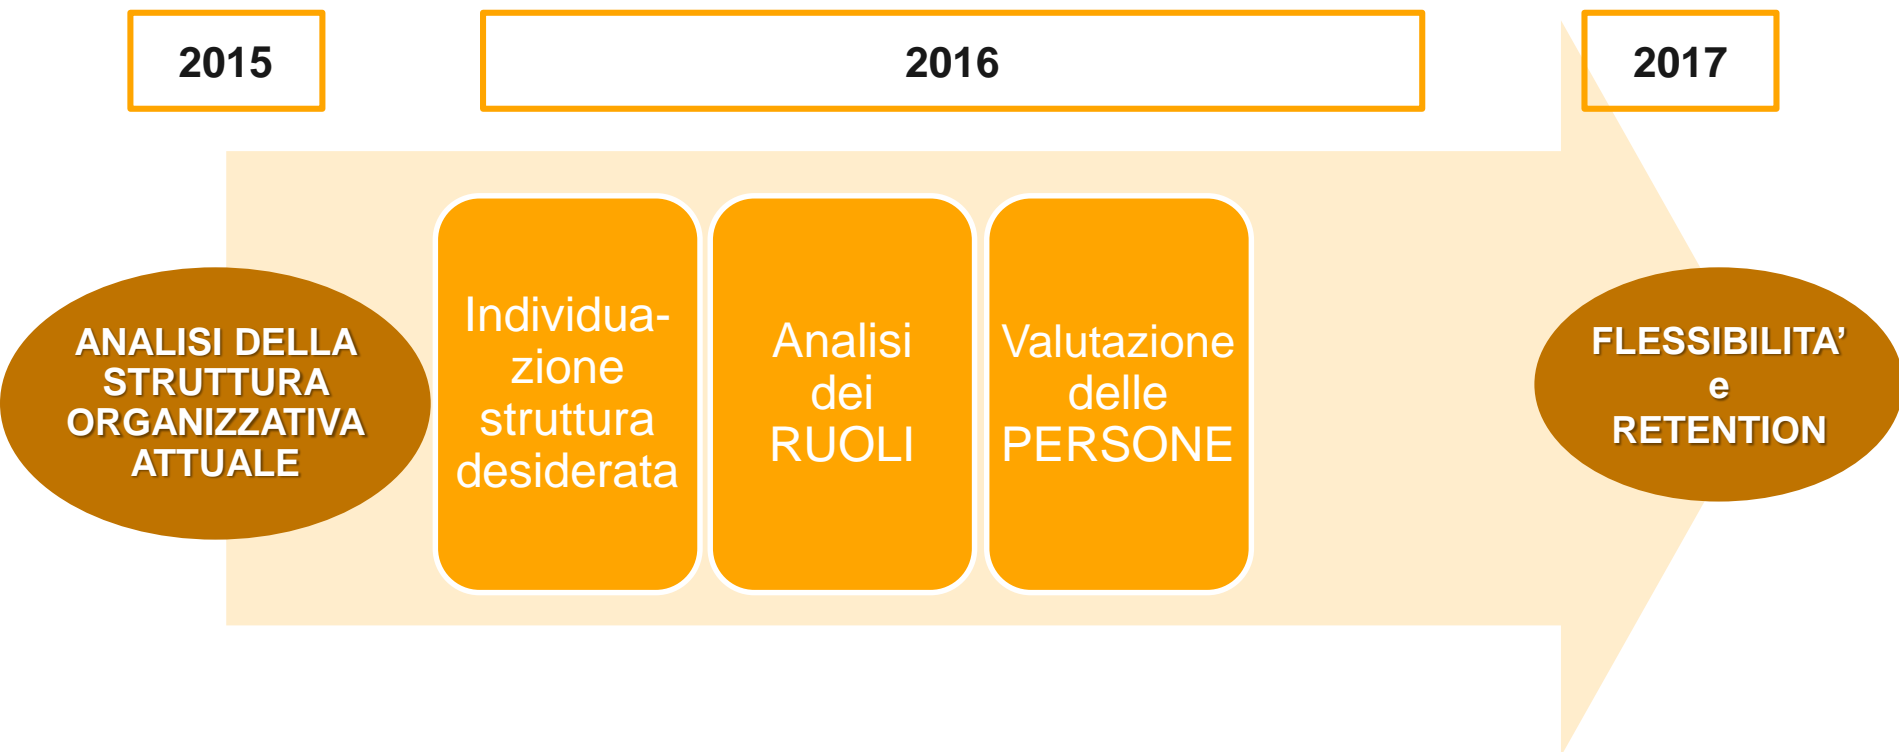 2015
2016
2017
ANALISI DELLA
STRUTTURA
ORGANIZZATIVA
ATTUALE
Individua-
zione
struttura
desiderata
Analisi
dei
RUOLI
Valutazione
delle
PERSONE
FLESSIBILITA’
e
RETENTION